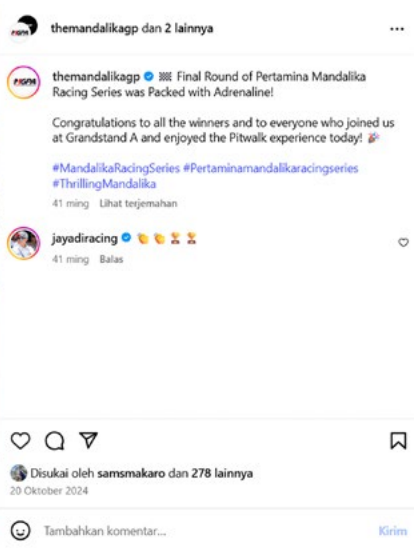 themandalikagp dan 2 lainnya
themandalikagp 🏁 Final Round of Pertamina Mandalika
Racing Series was Packed with Adrenaline!
Congratulations to all the winners and to everyone who joined us
at Grandstand A and enjoyed the Pitwalk experience today! 🎉
#MandalikaRacingSeries #Pertaminamandalikaracingseries
#ThrillingMandalika
41 ming Lihat terjemahan
jayadiracing 👏 👏 🏆 🏆
41 ming Balas
Disukai oleh samsmakaro dan 278 lainnya
20 Oktober 2024
Tambahkan komentar... Kirim